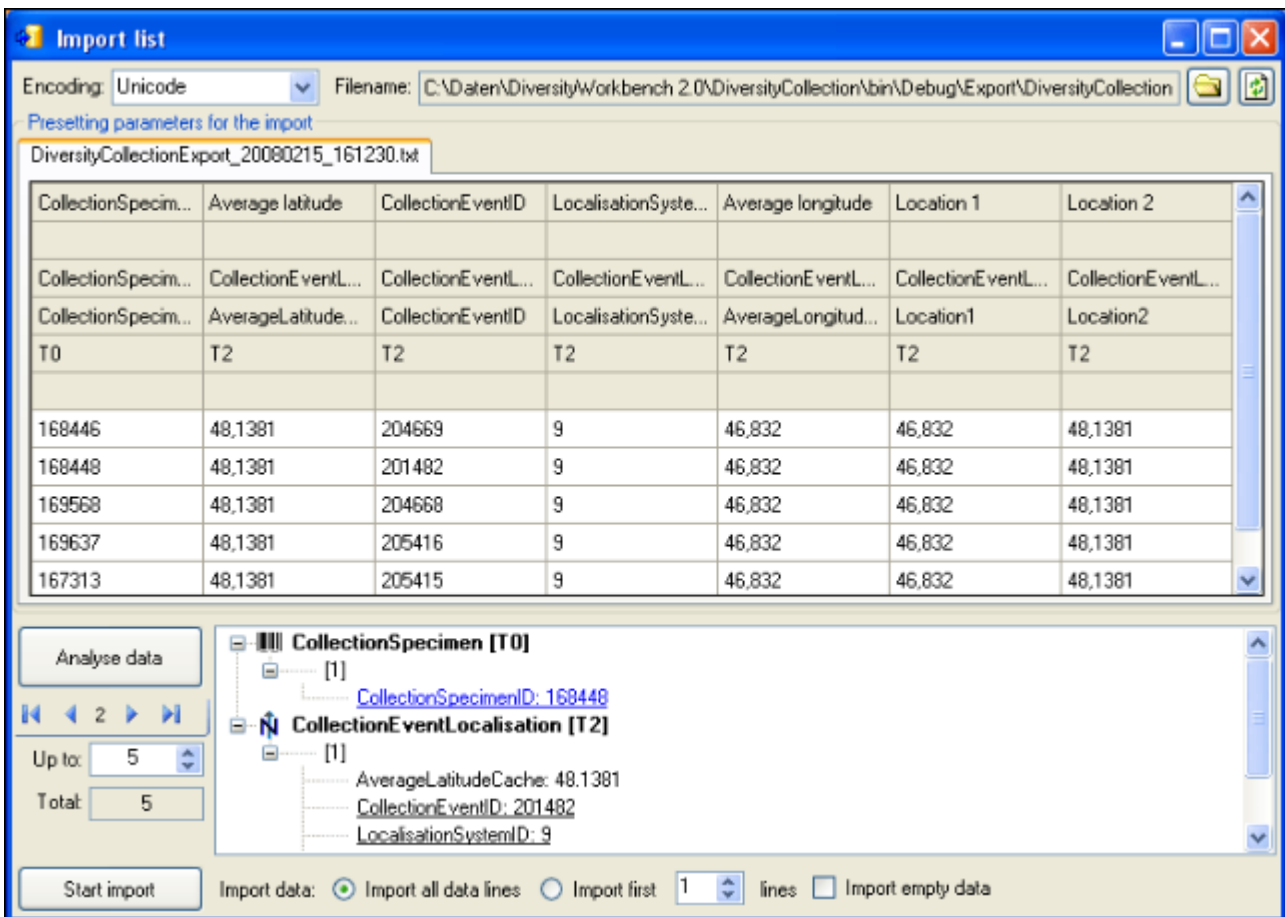 Import list
Encoding: Unicode Filename: C:\Daten\DiversityWorkbench 2.0\DiversityCollection\bin\Debug\Export\DiversityCollection
Presetting parameters for the import
DiversityCollectionExport_20080215_161230.txt
CollectionSpecim... Average latitude CollectionEventID LocalisationSyste... Average longitude Location 1 Location 2
CollectionSpecim... CollectionEventL... CollectionEventL... CollectionEventL... CollectionEventL... CollectionEventL... CollectionEventL...
CollectionSpecim... AverageLatitude... CollectionEventID LocalisationSyste... AverageLongitud... Location1 Location2
T0 T2 T2 T2 T2 T2 T2
168446 48,1381 204669 9 46,832 46,832 48,1381
168448 48,1381 201482 9 46,832 46,832 48,1381
169568 48,1381 204668 9 46,832 46,832 48,1381
169637 48,1381 205416 9 46,832 46,832 48,1381
167313 48,1381 205415 9 46,832 46,832 48,1381
Analyse data
2
Up to: 5
Total: 5
CollectionSpecimen [T0]
[1]
CollectionSpecimenID: 168448
CollectionEventLocalisation [T2]
[1]
AverageLatitudeCache: 48.1381
CollectionEventID: 201482
LocalisationSystemID: 9
Start import Import data: Import all data lines Import first 1 lines Import empty data